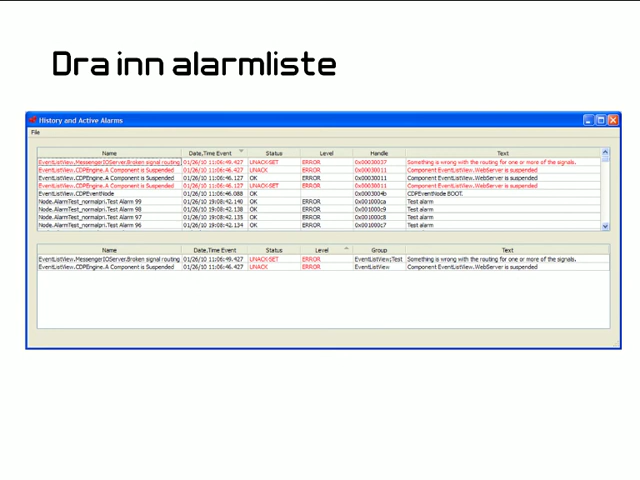 Dra inn alarmliste
History and Active Alarms
File
Name Date,Time Event Status Level Handle Text
EventListView.MessengerIOServer.Broken signal routing 01/26/10 11:06:49.427 UNACK-SET ERROR 0x00030037 Something is wrong with the routing for one or more of the signals.
EventListView.CDPEngine.A Component is Suspended 01/26/10 11:06:46.427 UNACK ERROR 0x00030011 Component EventListView.WebServer is suspended
EventListView.CDPEngine.A Component is Suspended 01/26/10 11:06:46.127 OK ERROR 0x00030011 Component EventListView.WebServer is suspended
EventListView.CDPEngine.A Component is Suspended 01/26/10 11:06:46.127 UNACK-SET ERROR 0x00030011 Component EventListView.WebServer is suspended
EventListView.CDPEventNode 01/26/10 11:06:46.088 OK 0x0003004b CDPEventNode BOOT.
Node.AlarmTest_normalpri.Test Alarm 99 01/26/10 19:08:42.140 OK ERROR 0x001000ca Test alarm
Node.AlarmTest_normalpri.Test Alarm 98 01/26/10 19:08:42.138 OK ERROR 0x001000c9 Test alarm
Node.AlarmTest_normalpri.Test Alarm 97 01/26/10 19:08:42.135 OK ERROR 0x001000c8 Test alarm
Node.AlarmTest_normalpri.Test Alarm 96 01/26/10 19:08:42.134 OK ERROR 0x001000c7 Test alarm
Name Date,Time Event Status Level Group Text
EventListView.MessengerIOServer.Broken signal routing 01/26/10 11:06:49.427 UNACK-SET ERROR EventListView;Test Something is wrong with the routing for one or more of the signals.
EventListView.CDPEngine.A Component is Suspended 01/26/10 11:06:46.427 UNACK ERROR EventListView Component EventListView.WebServer is suspended